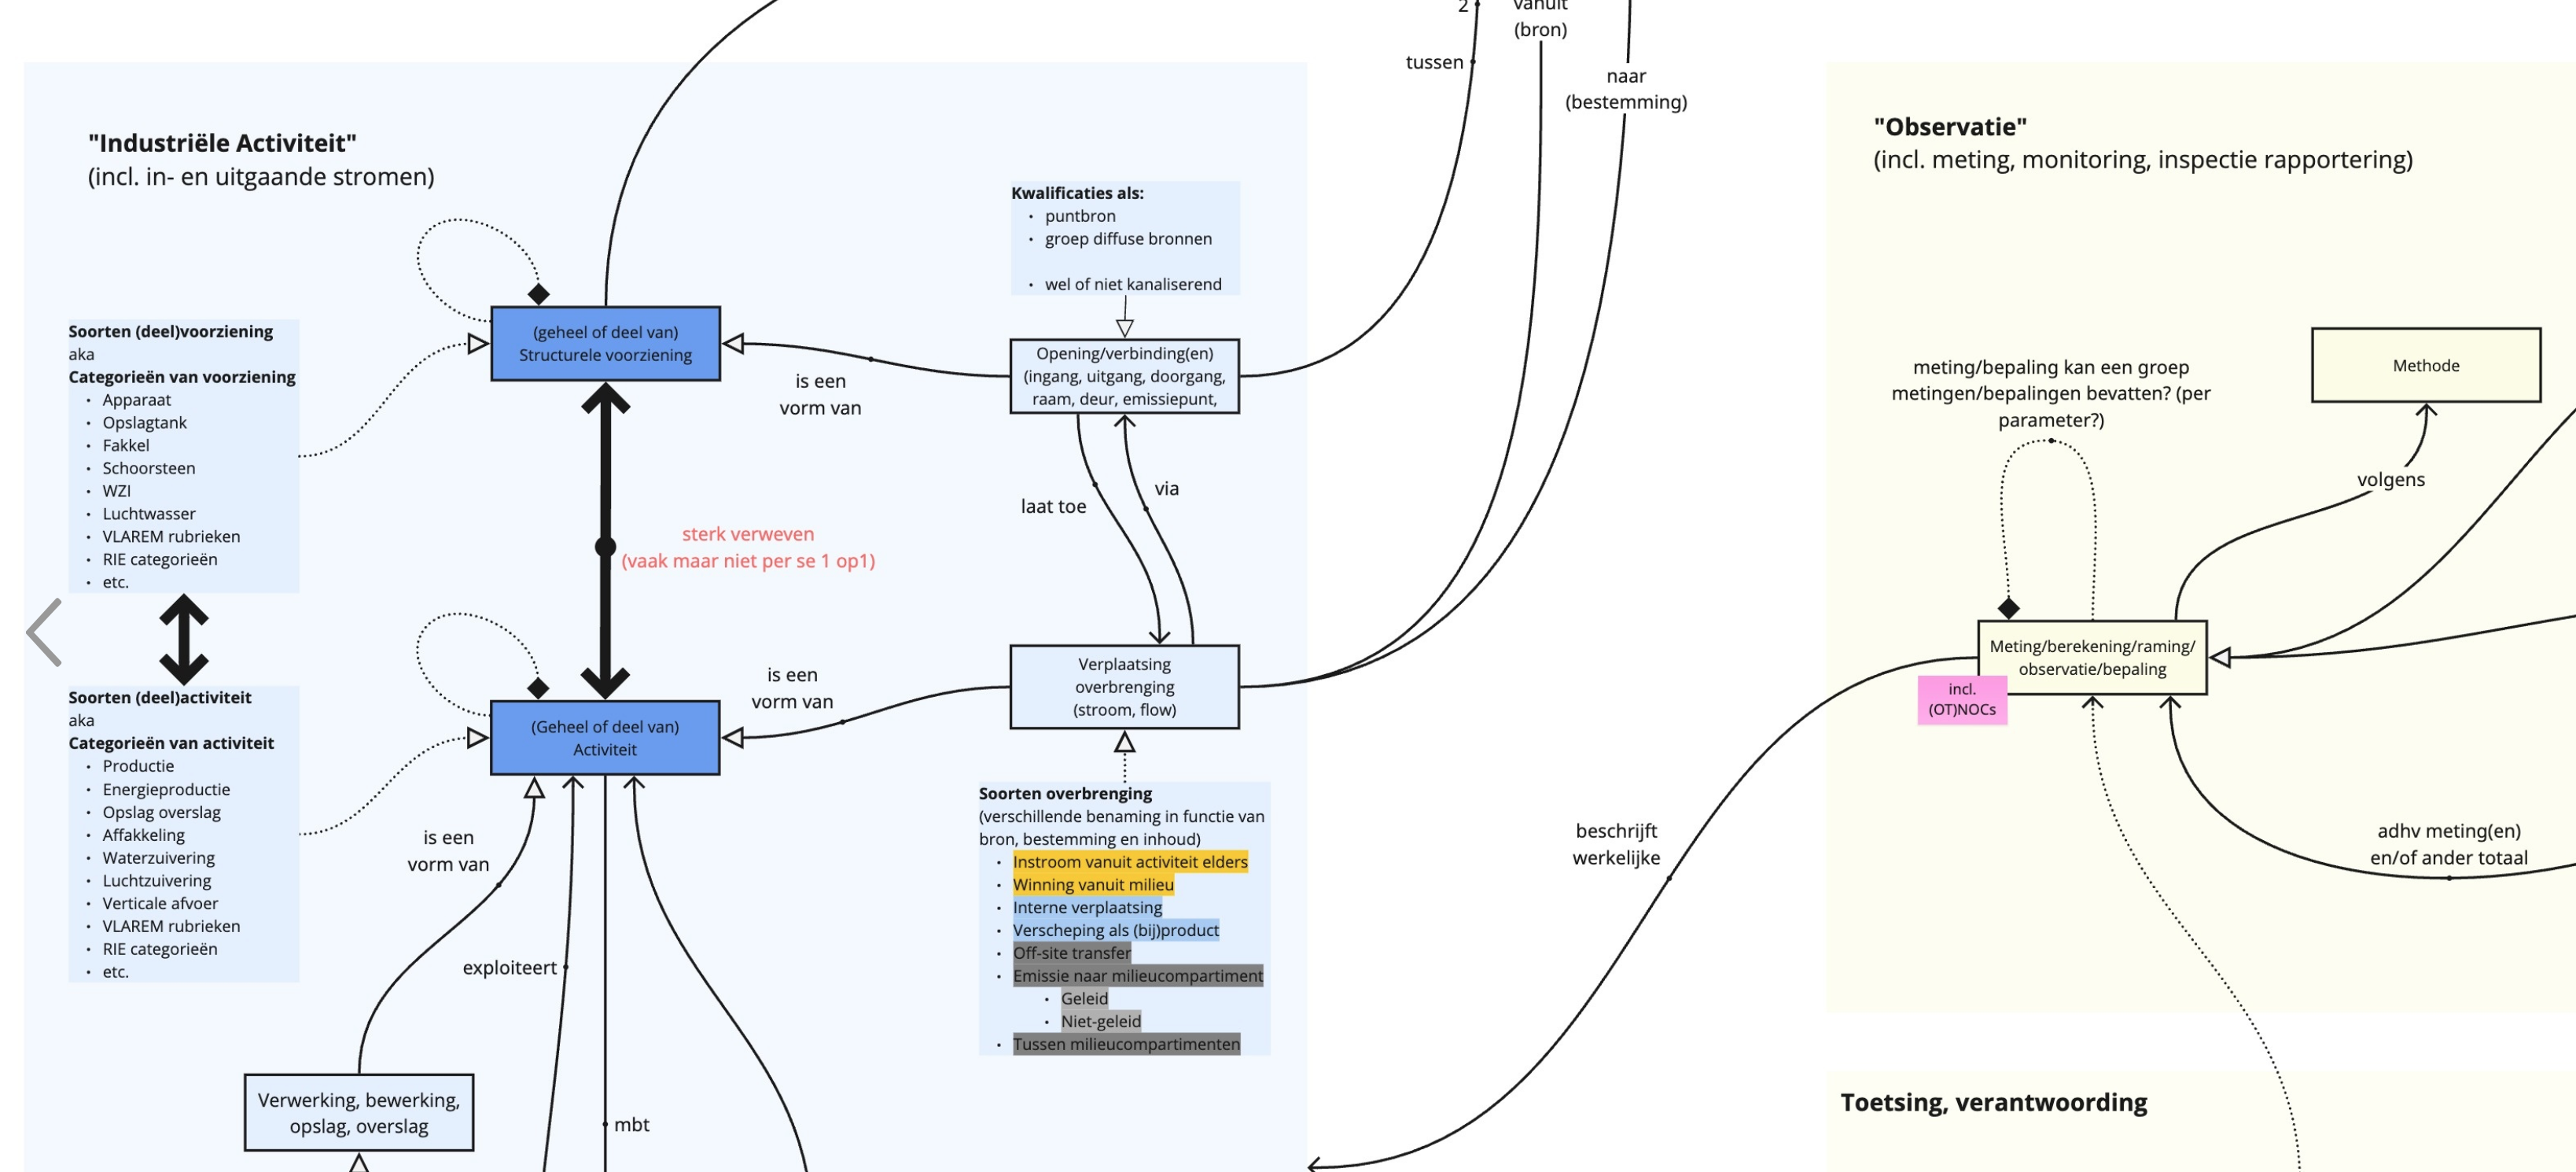 2
vanuit
(bron)
tussen
naar
(bestemming)
"Industriële Activiteit"
(incl. in- en uitgaande stromen)
Kwalificaties als:
• puntbron
• groep diffuse bronnen
• wel of niet kanaliserend
Soorten (deel)voorziening
aka
Categorieën van voorziening
• Apparaat
• Opslagtank
• Fakkel
• Schoorsteen
• WZI
• Luchtwasser
• VLAREM rubrieken
• RIE categorieën
• etc.
(geheel of deel van)
Structurele voorziening
is een
vorm van
Opening/verbinding(en)
(ingang, uitgang, doorgang,
raam, deur, emissiepunt,
laat toe
via
sterk verweven
(vaak maar niet per se 1 op1)
Soorten (deel)activiteit
aka
Categorieën van activiteit
• Productie
• Energieproductie
• Opslag overslag
• Affakkeling
• Waterzuivering
• Luchtzuivering
• Verticale afvoer
• VLAREM rubrieken
• RIE categorieën
• etc.
(Geheel of deel van)
Activiteit
is een
vorm van
Verplaatsing
overbrenging
(stroom, flow)
Soorten overbrenging
(verschillende benaming in functie van
bron, bestemming en inhoud)
• Instroom vanuit activiteit elders
• Winning vanuit milieu
• Interne verplaatsing
• Verscheping als (bij)product
• Off-site transfer
• Emissie naar milieucompartiment
• Geleid
• Niet-geleid
• Tussen milieucompartimenten
is een
vorm van
exploiteert
mbt
Verwerking, bewerking,
opslag, overslag
"Observatie"
(incl. meting, monitoring, inspectie rapportering)
meting/bepaling kan een groep
metingen/bepalingen bevatten? (per
parameter?)
Methode
volgens
Meting/berekening/raming/
observatie/bepaling
incl.
(OT)NOCs
beschrijft
werkelijke
adhv meting(en)
en/of ander totaal
Toetsing, verantwoording